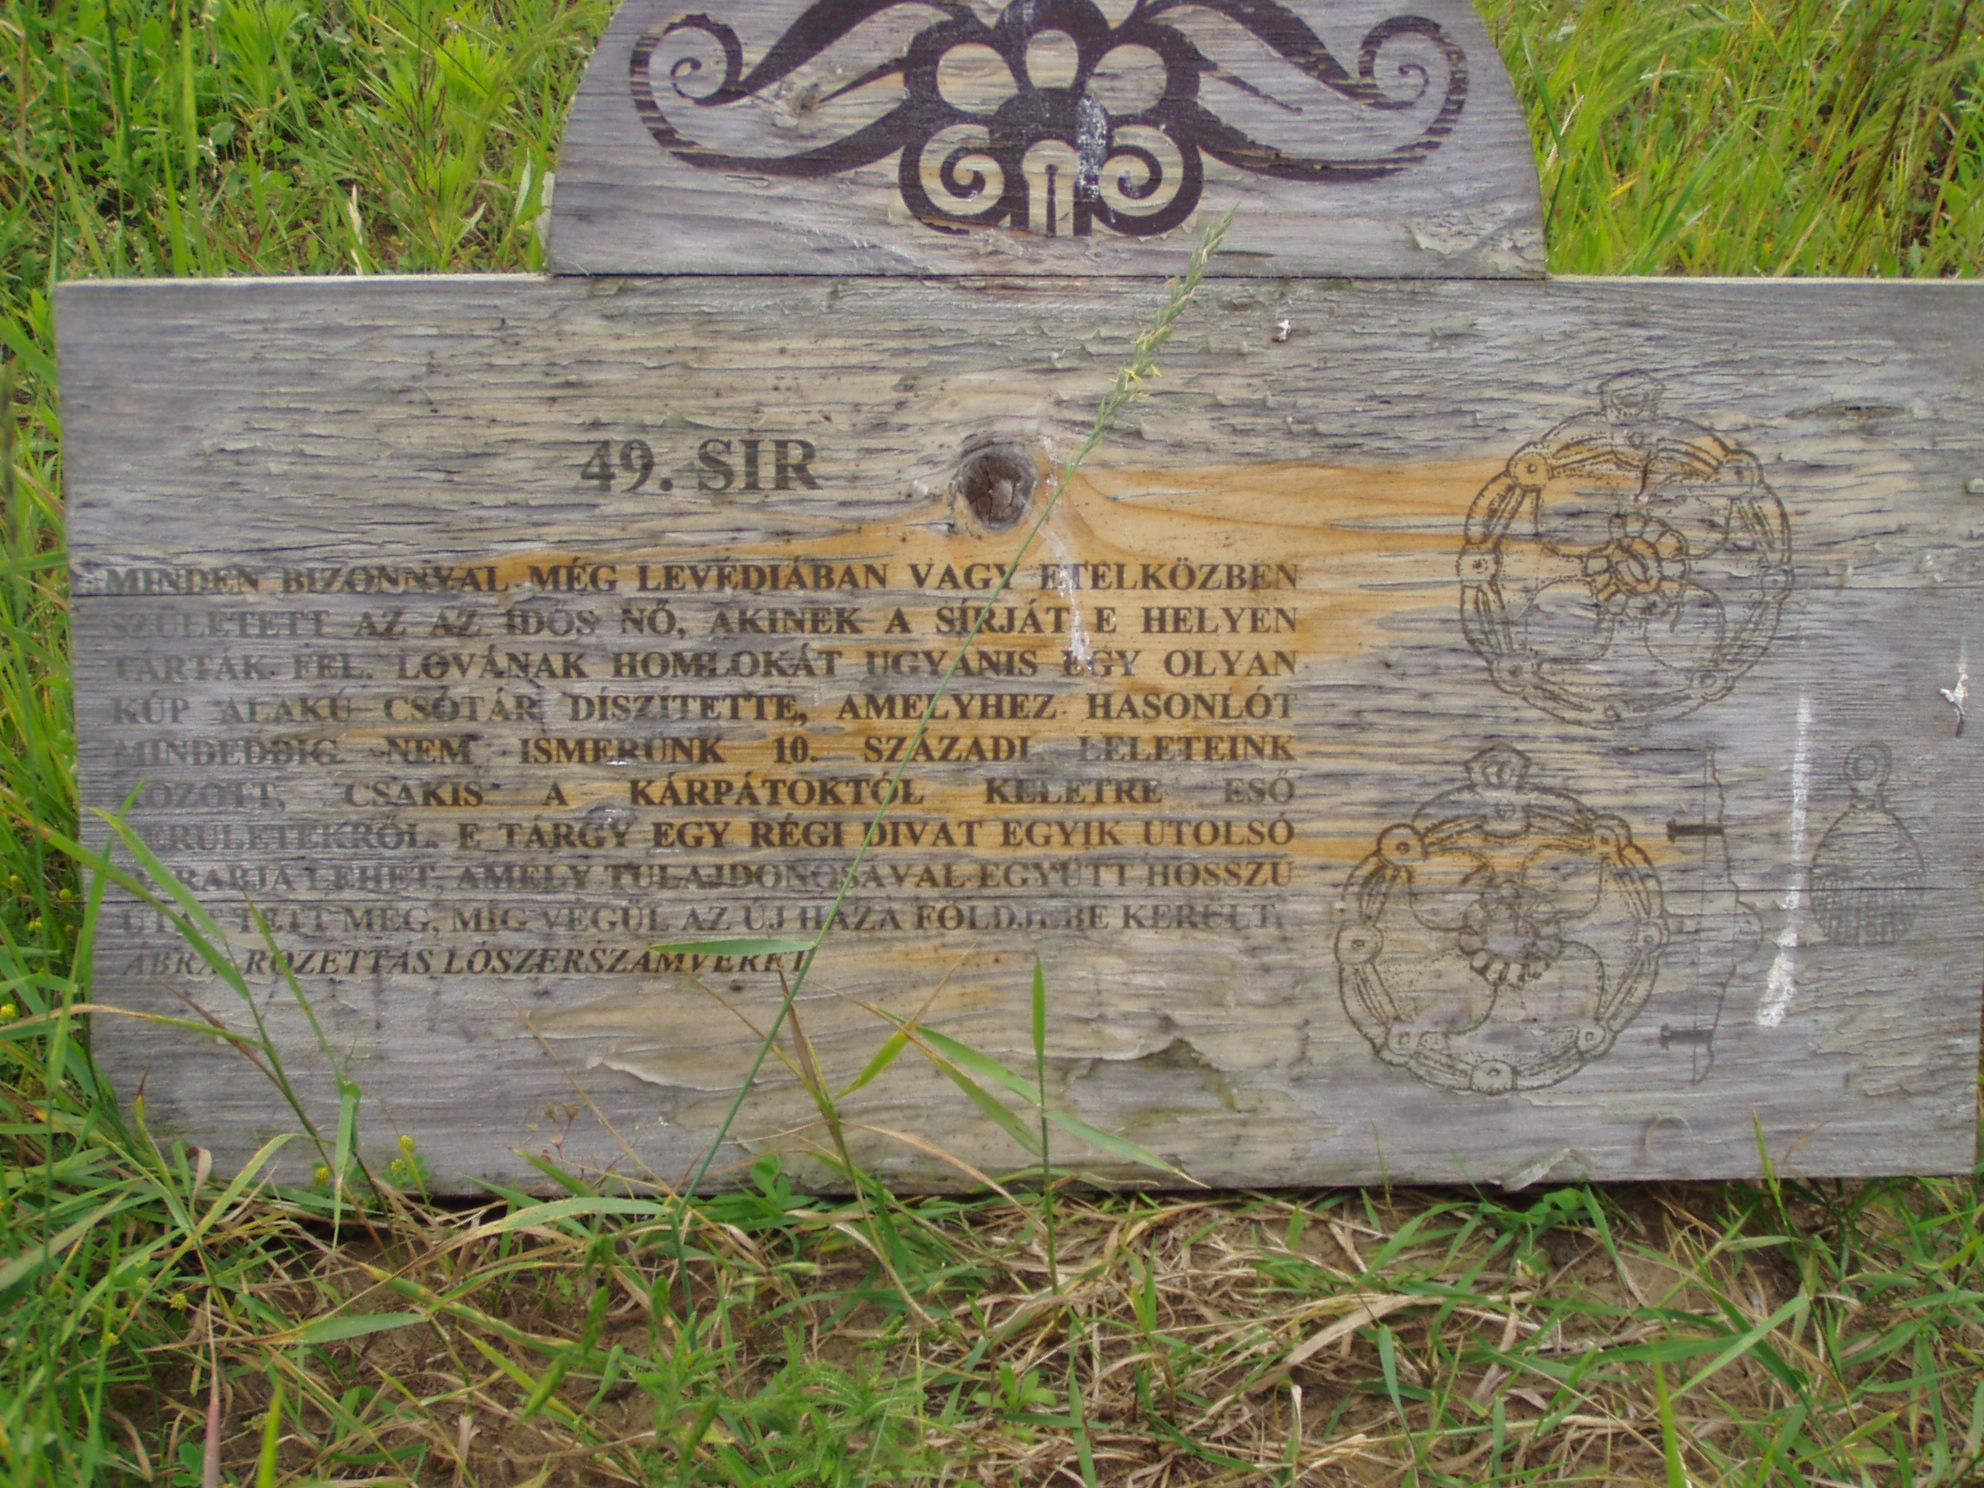 49. SÍR
MINDEN BIZONNYAL MÉG LEVÉDIÁBAN VAGY ETELKÖZBEN
SZÜLETETT AZ AZ IDŐS NŐ, AKINEK A SÍRJÁT E HELYEN
TÁRTÁK FEL. LOVÁNAK HOMLOKÁT UGYANIS EGY OLYAN
KÚP ALAKÚ CSÓTÁR DÍSZÍTETTE, AMELYHEZ HASONLÓT
MINDEDDIG NEM ISMERÜNK 10. SZÁZADI LELETEINK
KÖZÖTT, CSAKIS A KÁRPÁTOKTÓL KELETRE ESŐ
TERÜLETEKRŐL. E TÁRGY EGY RÉGI DIVAT EGYIK UTOLSÓ
DARABJA LEHET, AMELY TULAJDONOSÁVAL EGYÜTT HOSSZÚ
UTAT TETT MEG, MÍG VÉGÜL AZ ÚJ HAZA FÖLDJÉBE KERÜLT.
ÁBRA: ROZETTÁS LÓSZERSZÁMVERET